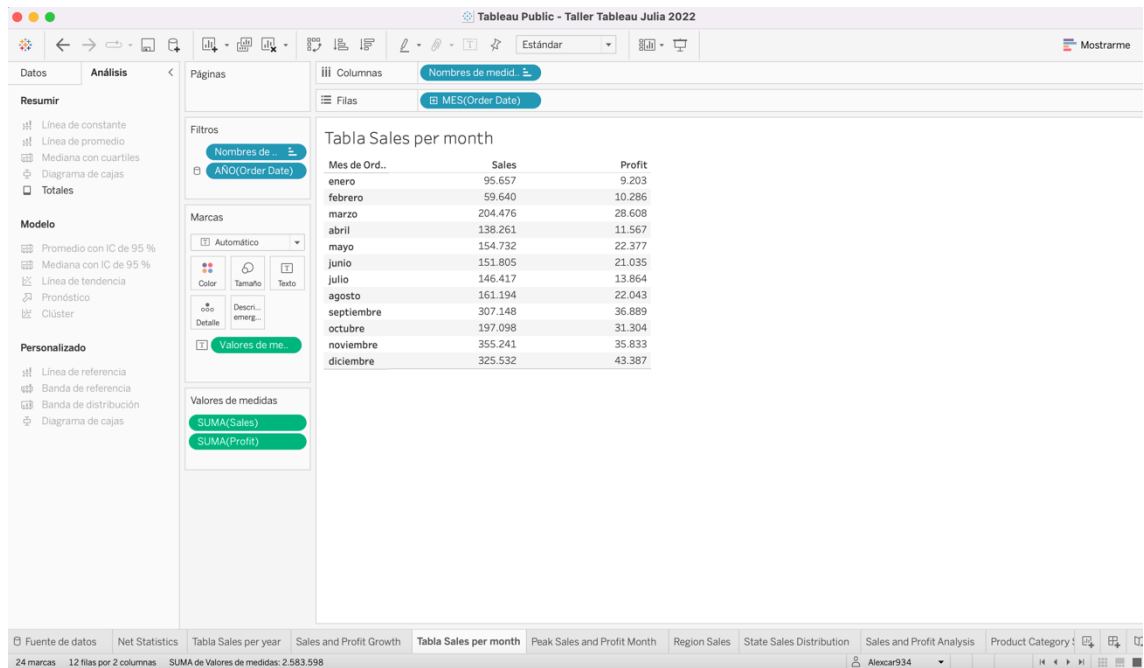 Tableau Public - Taller Tableau Julia 2022
Estándar
Mostrarme
Datos
Análisis
Páginas
Columnas
Nombres de medid..
Filas
MES(Order Date)
Resumir
Línea de constante
Línea de promedio
Mediana con cuartiles
Diagrama de cajas
Totales
Modelo
Promedio con IC de 95 %
Mediana con IC de 95 %
Línea de tendencia
Pronóstico
Clúster
Personalizado
Línea de referencia
Banda de referencia
Banda de distribución
Diagrama de cajas
Filtros
Nombres de ..
AÑO(Order Date)
Marcas
Automático
Color Tamaño Texto
Detalle Descri... emerg...
Valores de me..
Valores de medidas
SUMA(Sales)
SUMA(Profit)
Tabla Sales per month
Mes de Ord.. Sales Profit
enero 95.657 9.203
febrero 59.640 10.286
marzo 204.476 28.608
abril 138.261 11.567
mayo 154.732 22.377
junio 151.805 21.035
julio 146.417 13.864
agosto 161.194 22.043
septiembre 307.148 36.889
octubre 197.098 31.304
noviembre 355.241 35.833
diciembre 325.532 43.387
Fuente de datos Net Statistics Tabla Sales per year Sales and Profit Growth Tabla Sales per month Peak Sales and Profit Month Region Sales State Sales Distribution Sales and Profit Analysis Product Category
24 marcas 12 filas por 2 columnas SUMA de Valores de medidas: 2.583.598 Alexcar934